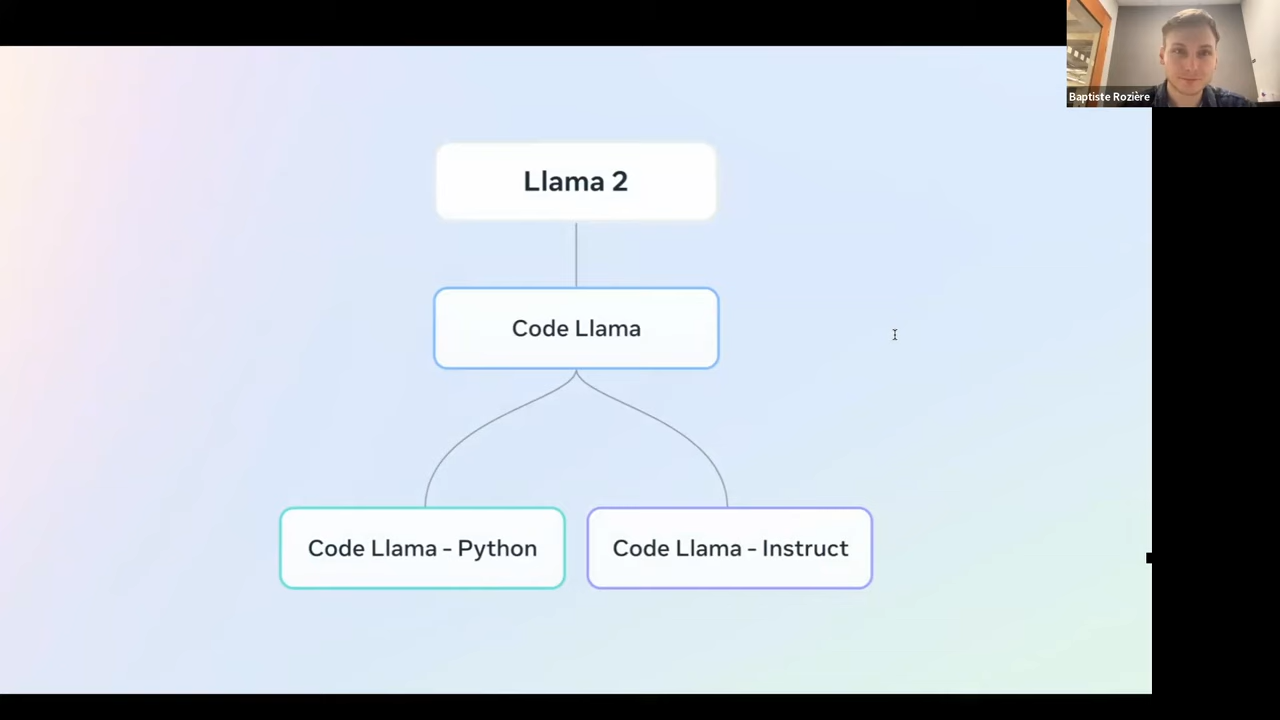 Baptiste Rozière
Llama 2
Code Llama
Code Llama - Python
Code Llama - Instruct